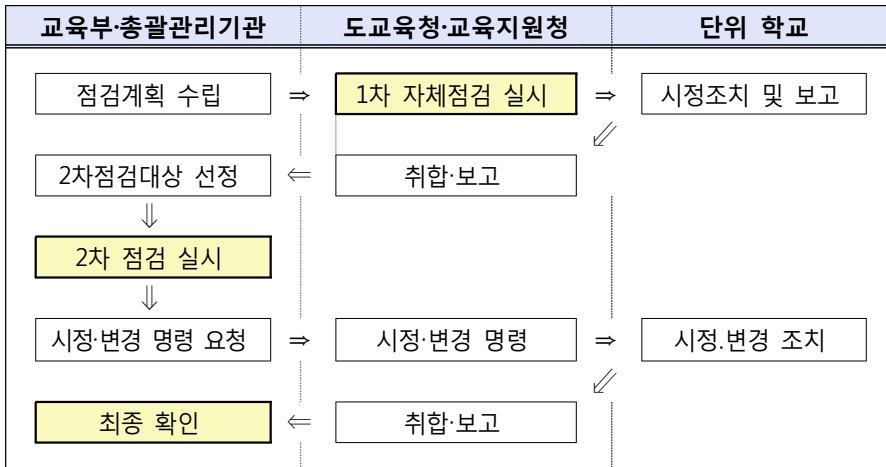 교육부·총괄관리기관 도교육청·교육지원청 단위 학교
점검계획 수립 ⇒ 1차 자체점검 실시 ⇒ 시정조치 및 보고
⇙
2차점검대상 선정 ⇐ 취합·보고
⇓
2차 점검 실시
⇓
시정·변경 명령 요청 ⇒ 시정·변경 명령 ⇒ 시정.변경 조치
⇙
최종 확인 ⇐ 취합·보고